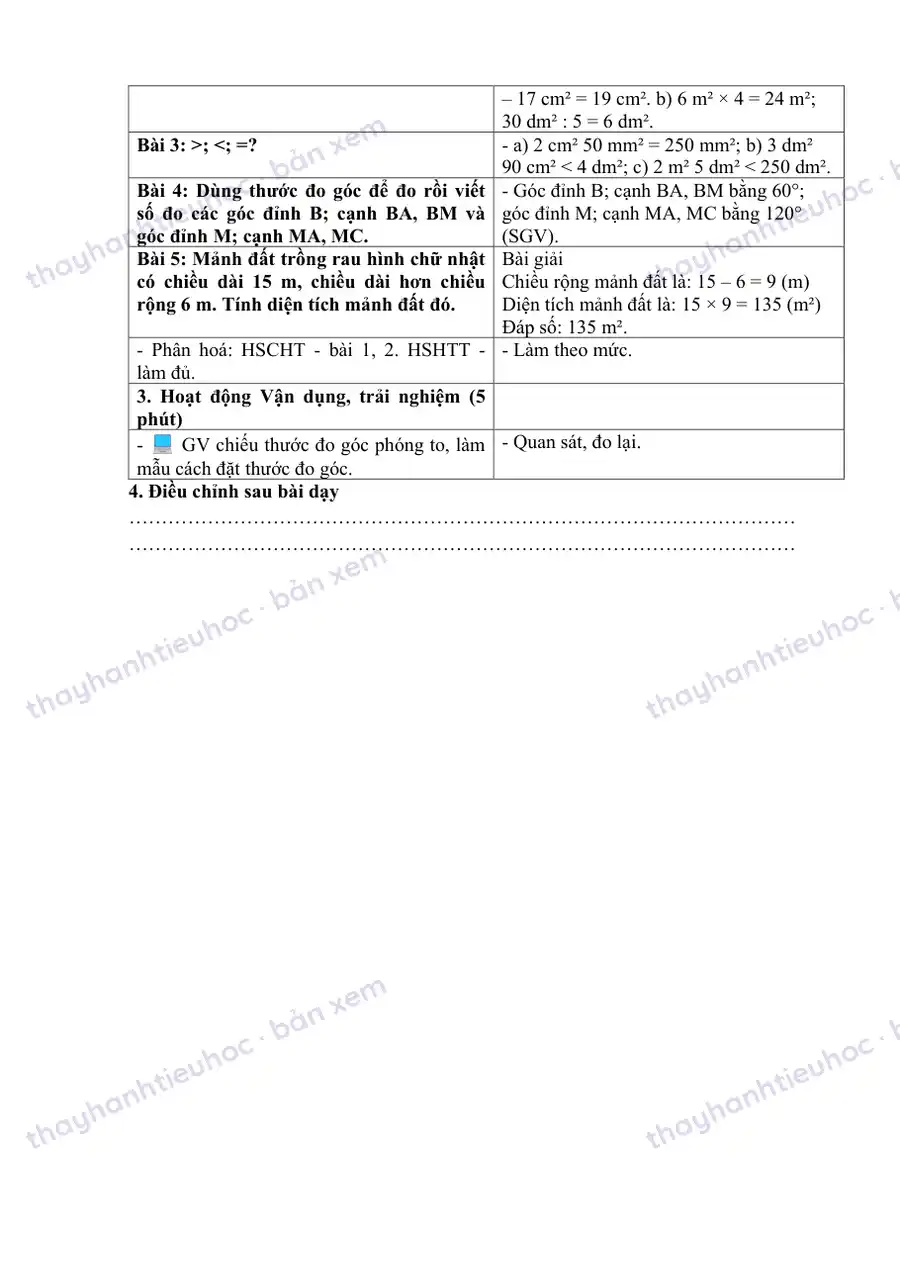 – 17 cm² = 19 cm². b) 6 m² × 4 = 24 m²;
30 dm² : 5 = 6 dm².
Bài 3: >; <; =?
- a) 2 cm² 50 mm² = 250 mm²; b) 3 dm²
90 cm² < 4 dm²; c) 2 m² 5 dm² < 250 dm².
Bài 4: Dùng thước đo góc để đo rồi viết
số đo các góc đỉnh B; cạnh BA, BM và
góc đỉnh M; cạnh MA, MC.
- Góc đỉnh B; cạnh BA, BM bằng 60°;
góc đỉnh M; cạnh MA, MC bằng 120°
(SGV).
Bài 5: Mảnh đất trồng rau hình chữ nhật
có chiều dài 15 m, chiều dài hơn chiều
rộng 6 m. Tính diện tích mảnh đất đó.
Bài giải
Chiều rộng mảnh đất là: 15 – 6 = 9 (m)
Diện tích mảnh đất là: 15 × 9 = 135 (m²)
Đáp số: 135 m².
- Phân hoá: HSCHT - bài 1, 2. HSHTT -
làm đủ.
- Làm theo mức.
3. Hoạt động Vận dụng, trải nghiệm (5
phút)
- GV chiếu thước đo góc phóng to, làm
mẫu cách đặt thước đo góc.
- Quan sát, đo lại.
4. Điều chỉnh sau bài dạy
……………………………………………………………………………………………
……………………………………………………………………………………………
thayhanhtieuhoc · bản xem
thayhanhtieuhoc · b
thayhanhtieuhoc · bản xem
thayhanhtieuhoc · b
thayhanhtieuhoc · bản xem
thayhanhtieuhoc · b